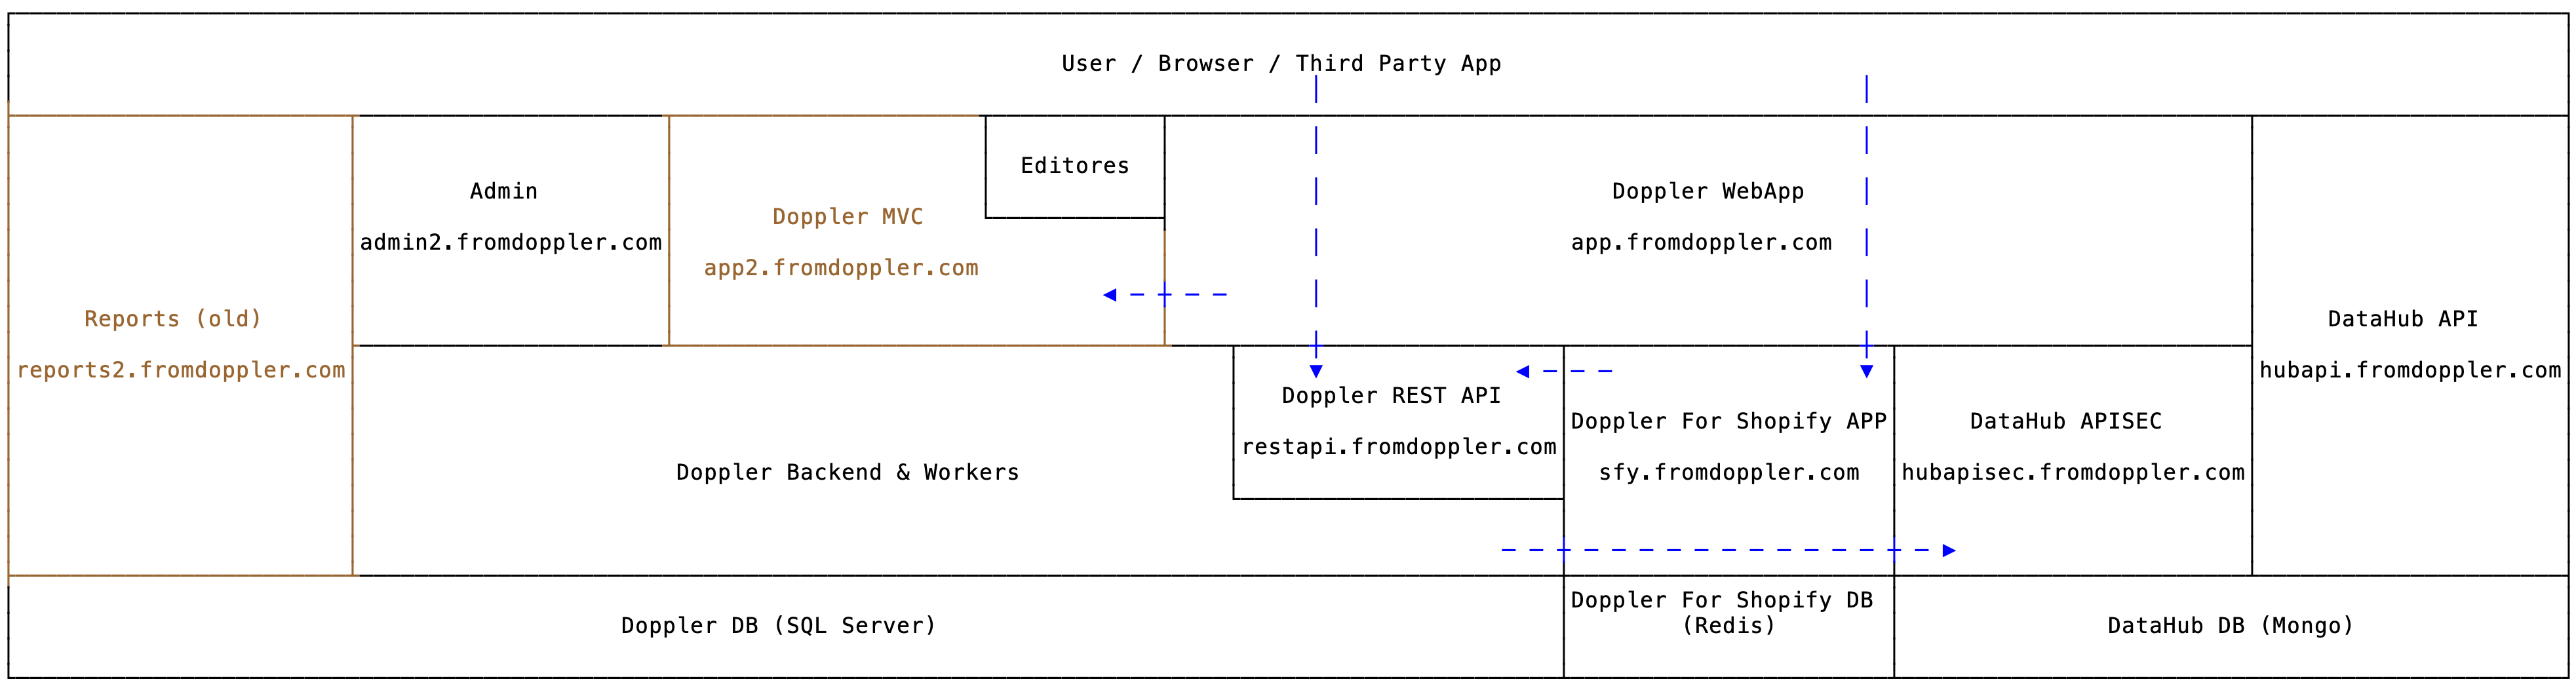 User / Browser / Third Party App
Editores
Admin
admin2.fromdoppler.com
Doppler MVC
app2.fromdoppler.com
Doppler WebApp
app.fromdoppler.com
Reports (old)
reports2.fromdoppler.com
DataHub API
hubapi.fromdoppler.com
Doppler REST API
restapi.fromdoppler.com
Doppler For Shopify APP
sfy.fromdoppler.com
DataHub APISEC
hubapisec.fromdoppler.com
Doppler Backend & Workers
Doppler DB (SQL Server)
Doppler For Shopify DB
(Redis)
DataHub DB (Mongo)